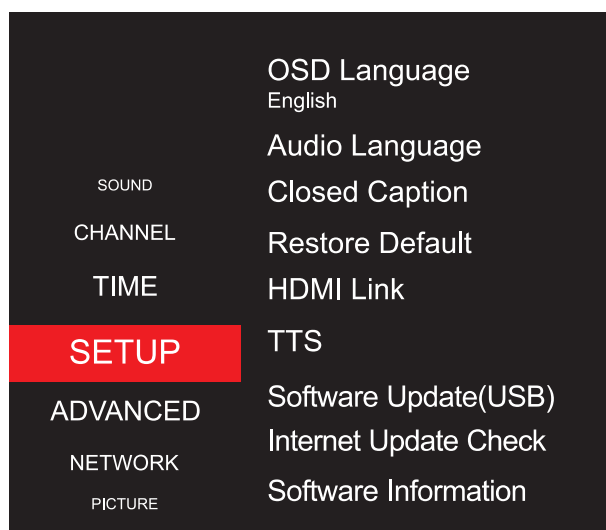 SOUND
CHANNEL
TIME
SETUP
ADVANCED
NETWORK
PICTURE
OSD Language
English
Audio Language
Closed Caption
Restore Default
HDMI Link
TTS
Software Update(USB)
Internet Update Check
Software Information